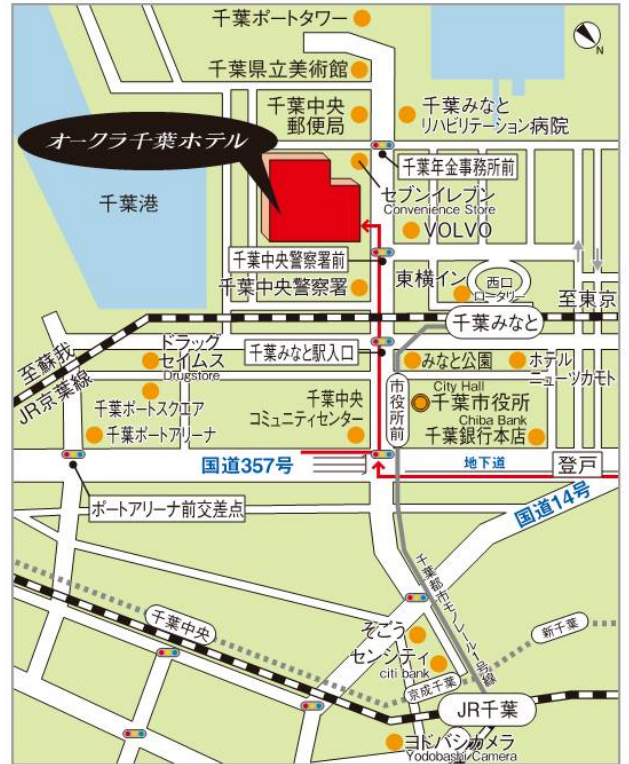 千葉ポートタワー
N
千葉県立美術館
千葉中央
郵便局
千葉みなと
リハビリテーション病院
オークラ千葉ホテル
千葉年金事務所前
千葉港
セブンイレブン
Convenience Store
VOLVO
千葉中央警察署前
千葉中央警察署
東横イン
西口
ロータリー
至東京
千葉みなと
至蘇我
JR京葉線
ドラッグ
セイムス
Drugstore
千葉みなと駅入口
みなと公園
ホテル
ニューツカモト
市役所前
City Hall
千葉市役所
Chiba Bank
千葉銀行本店
千葉ポートスクエア
千葉ポートアリーナ
千葉中央
コミュニティセンター
国道357号
地下道
登戸
ポートアリーナ前交差点
国道14号
千葉都市モノレール1号線
千葉中央
そごう
センシティ
citi bank
京成千葉
新千葉
JR千葉
ヨドバシカメラ
Yodobashi Camera